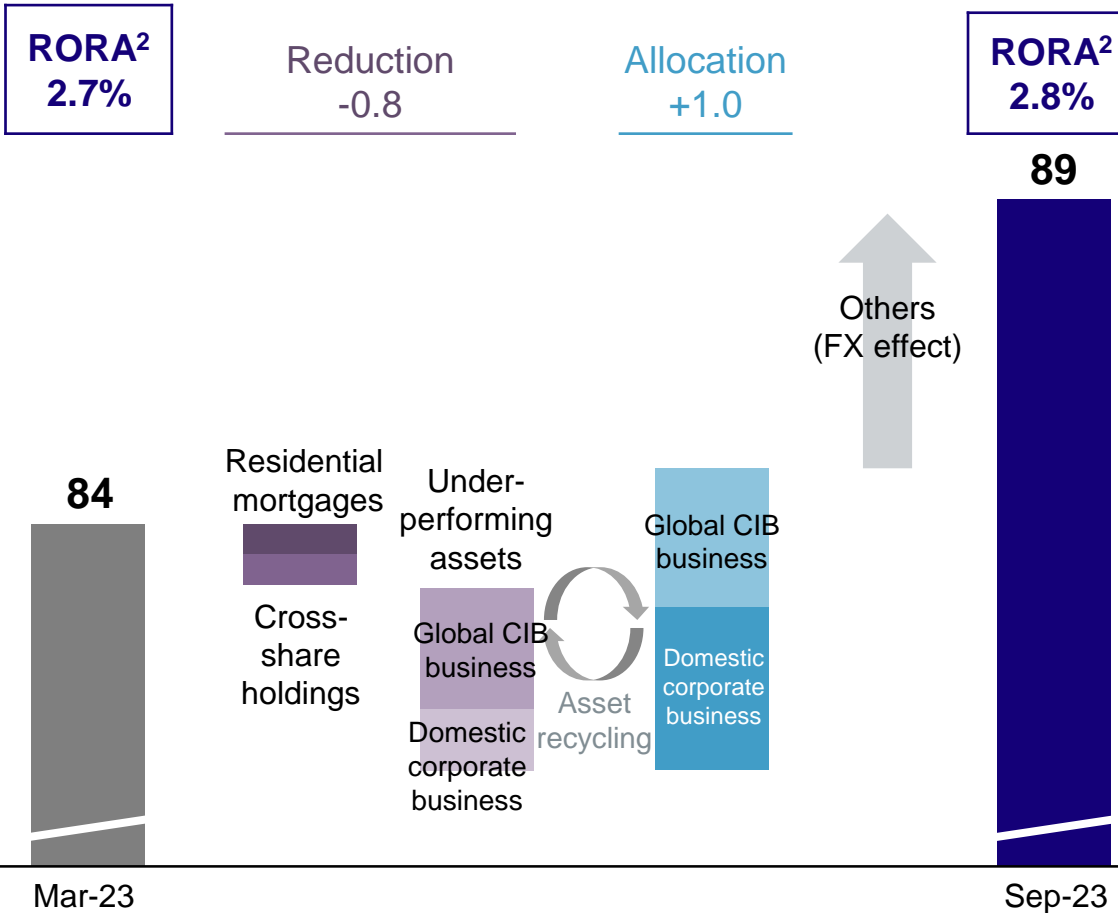 RORA²
2.7%
Reduction
-0.8
Allocation
+1.0
RORA²
2.8%
89
Others
(FX effect)
84
Residential
mortgages
Cross-
share
holdings
Under-
performing
assets
Global CIB
business
Domestic
corporate
business
Asset
recycling
Global CIB
business
Domestic
corporate
business
Mar-23
Sep-23